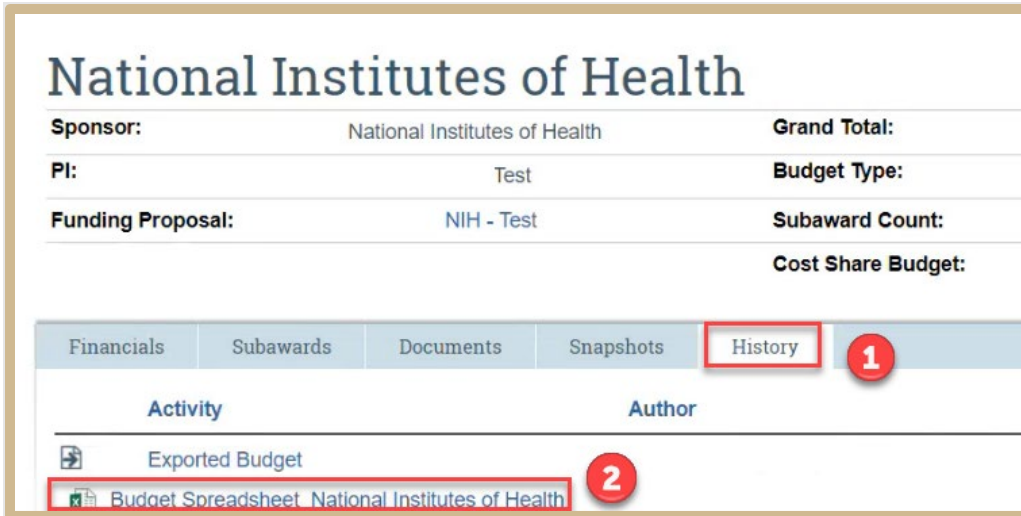 National Institutes of Health
Sponsor: National Institutes of Health Grand Total:
PI: Test Budget Type:
Funding Proposal: NIH - Test Subaward Count:
Cost Share Budget:
Financials Subawards Documents Snapshots History 1
Activity Author
Exported Budget
Budget Spreadsheet_National Institutes of Health 2